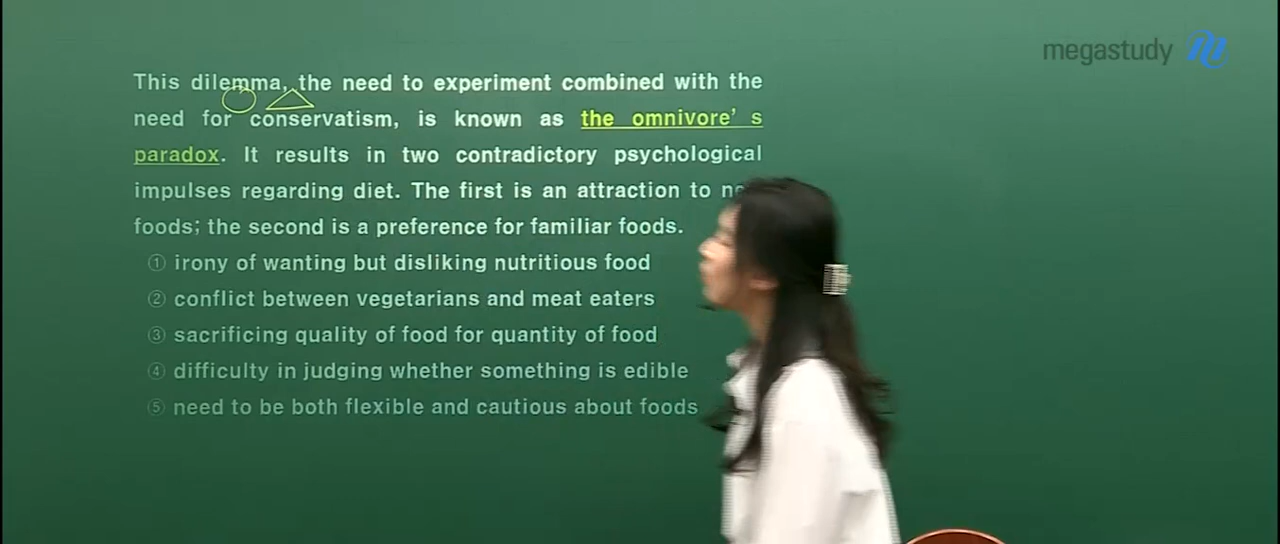 megastudy
This dilemma, the need to experiment combined with the
need for conservatism, is known as the omnivore' s
paradox. It results in two contradictory psychological
impulses regarding diet. The first is an attraction to
foods; the second is a preference for familiar foods.
① irony of wanting but disliking nutritious food
② conflict between vegetarians and meat eaters
③ sacrificing quality of food for quantity of food
④ difficulty in judging whether something is edible
⑤ need to be both flexible and cautious about foods